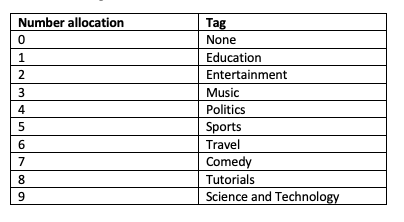 Number allocation Tag
0 None
1 Education
2 Entertainment
3 Music
4 Politics
5 Sports
6 Travel
7 Comedy
8 Tutorials
9 Science and Technology